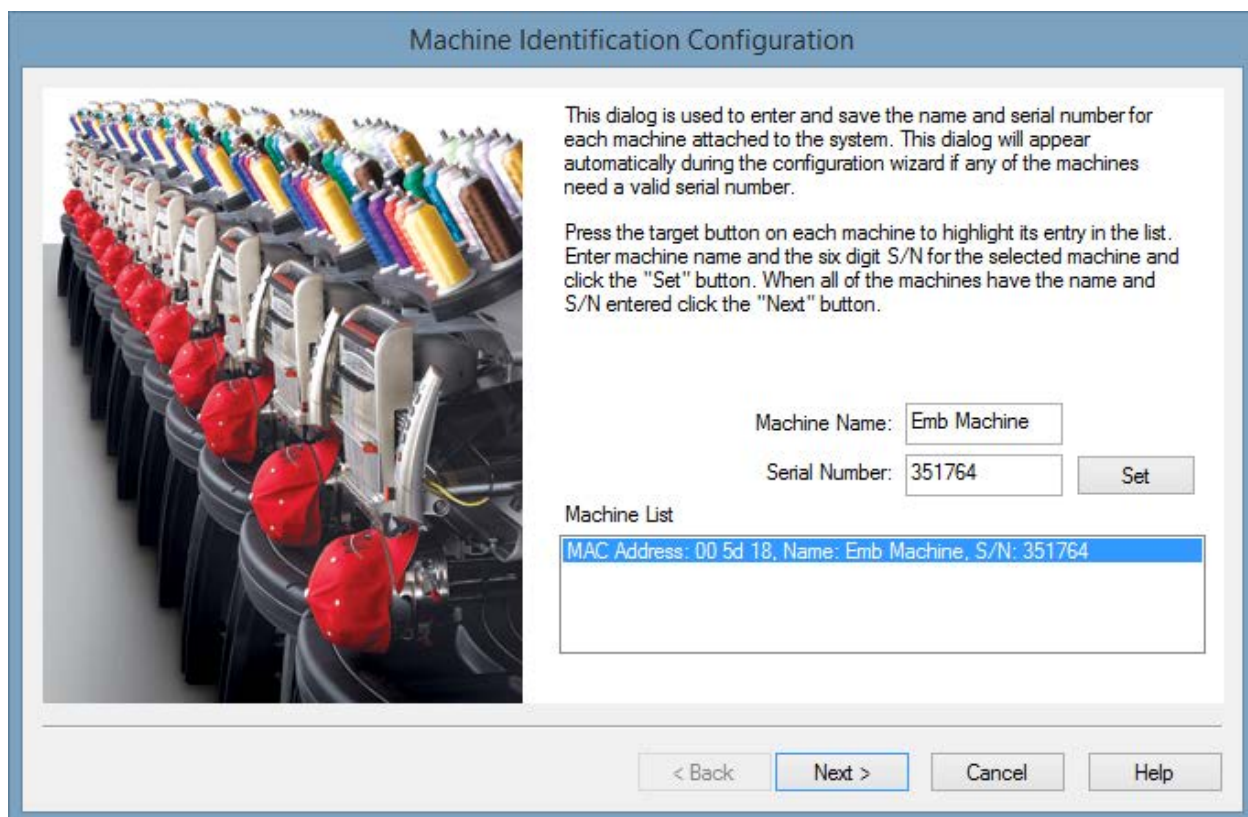 Machine Identification Configuration
This dialog is used to enter and save the name and serial number for
each machine attached to the system. This dialog will appear
automatically during the configuration wizard if any of the machines
need a valid serial number.
Press the target button on each machine to highlight its entry in the list.
Enter machine name and the six digit S/N for the selected machine and
click the "Set" button. When all of the machines have the name and
S/N entered click the "Next" button.
Machine Name: Emb Machine
Serial Number: 351764 Set
Machine List
MAC Address: 00 5d 18, Name: Emb Machine, S/N: 351764
< Back Next > Cancel Help